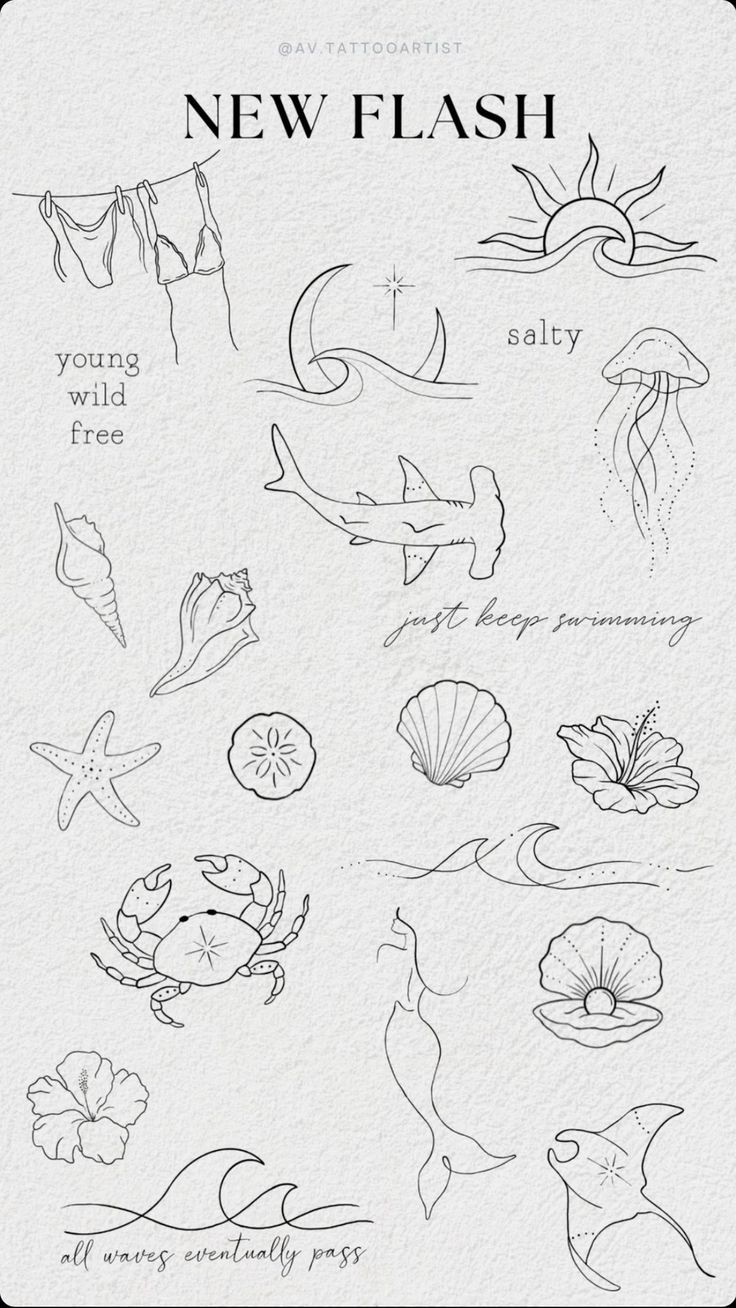 @AV.TATTOOARTIST
NEW FLASH
salty
young
wild
free
just keep swimming
all waves eventually pass